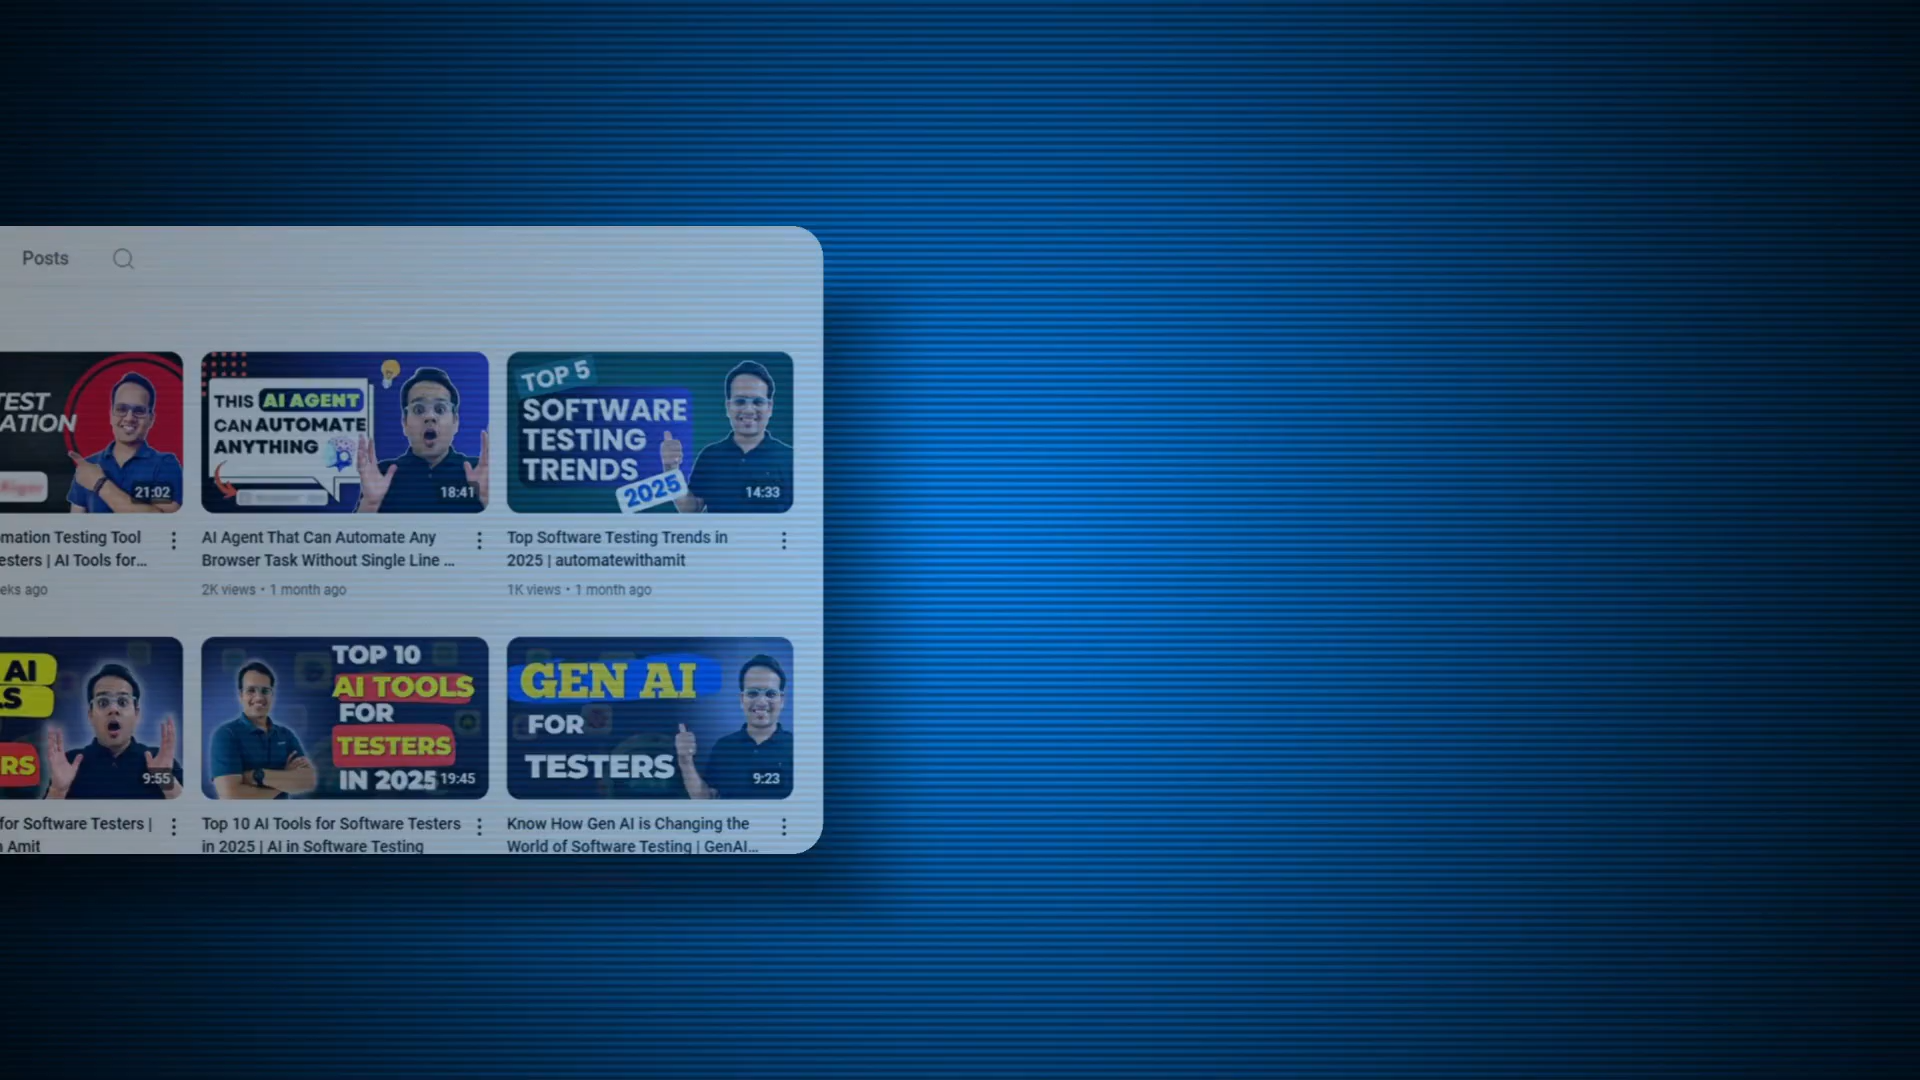 Posts
TEST
ATION
21:02
THIS AI AGENT
CAN AUTOMATE
ANYTHING
18:41
TOP 5
SOFTWARE
TESTING
TRENDS
2025
14:33
mation Testing Tool
esters | AI Tools for...
eks ago
AI Agent That Can Automate Any
Browser Task Without Single Line ...
2K views • 1 month ago
Top Software Testing Trends in
2025 | automatewithamit
1K views • 1 month ago
AI
LS
RS
9:55
TOP 10
AI TOOLS
FOR
TESTERS
IN 2025
19:45
GEN AI
FOR
TESTERS
9:23
for Software Testers |
n Amit
Top 10 AI Tools for Software Testers
in 2025 | AI in Software Testing
Know How Gen AI is Changing the
World of Software Testing | GenAI...